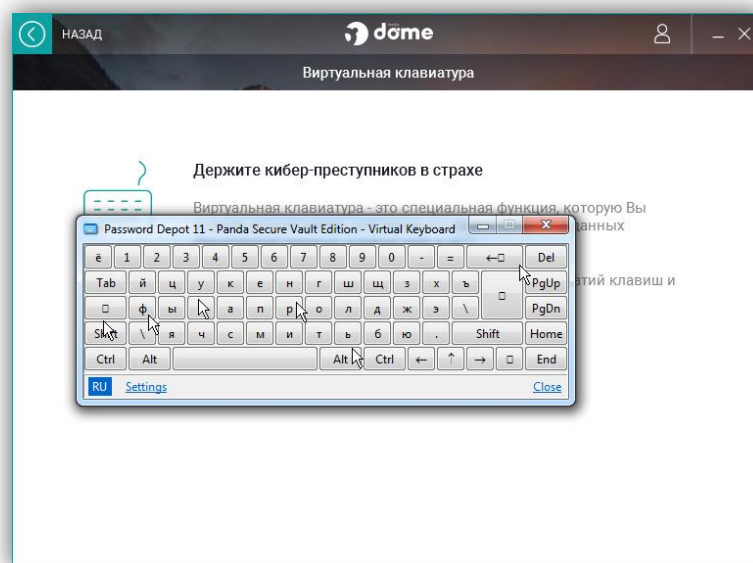 НАЗАД
dome
Виртуальная клавиатура
Держите кибер-преступников в страхе
Виртуальная клавиатура - это специальная функция, которую Вы
данных
атий клавиш и
Password Depot 11 - Panda Secure Vault Edition - Virtual Keyboard
ё 1 2 3 4 5 6 7 8 9 0 - = ← Del
Tab й ц у к е н г ш щ з х ъ PgUp
ф ы а п р о л д ж э \ PgDn
Shift \ я ч с м и т ь б ю . Shift Home
Ctrl Alt Alt Ctrl ← ↑ → End
RU Settings Close